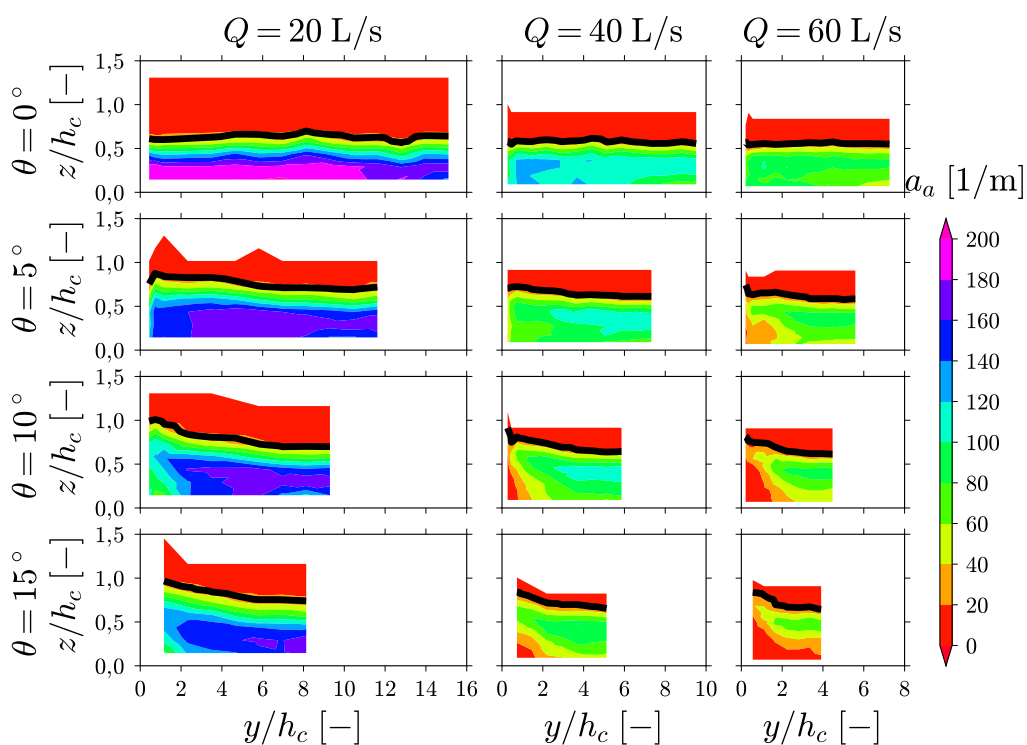 Q = 20 L/s Q = 40 L/s Q = 60 L/s
θ = 0°
z/h_c [−]
1,5
1,0
0,5
0,0
a_a [1/m]
θ = 5°
z/h_c [−]
1,5
1,0
0,5
0,0
θ = 10°
z/h_c [−]
1,5
1,0
0,5
0,0
θ = 15°
z/h_c [−]
1,5
1,0
0,5
0,0
200
180
160
140
120
100
80
60
40
20
0
0 2 4 6 8 10 12 14 16 0 2 4 6 8 10 0 2 4 6 8
y/h_c [−] y/h_c [−] y/h_c [−]